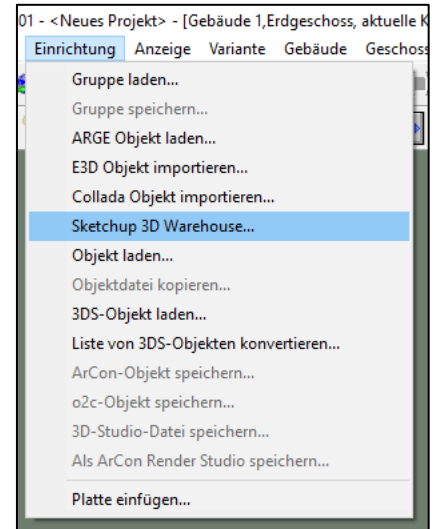 01 - <Neues Projekt> - [Gebäude 1,Erdgeschoss, aktuelle K
Einrichtung Anzeige Variante Gebäude Geschoss
Gruppe laden...
Gruppe speichern...
ARGE Objekt laden...
E3D Objekt importieren...
Collada Objekt importieren...
Sketchup 3D Warehouse...
Objekt laden...
Objektdatei kopieren...
3DS-Objekt laden...
Liste von 3DS-Objekten konvertieren...
ArCon-Objekt speichern...
o2c-Objekt speichern...
3D-Studio-Datei speichern...
Als ArCon Render Studio speichern...
Platte einfügen...